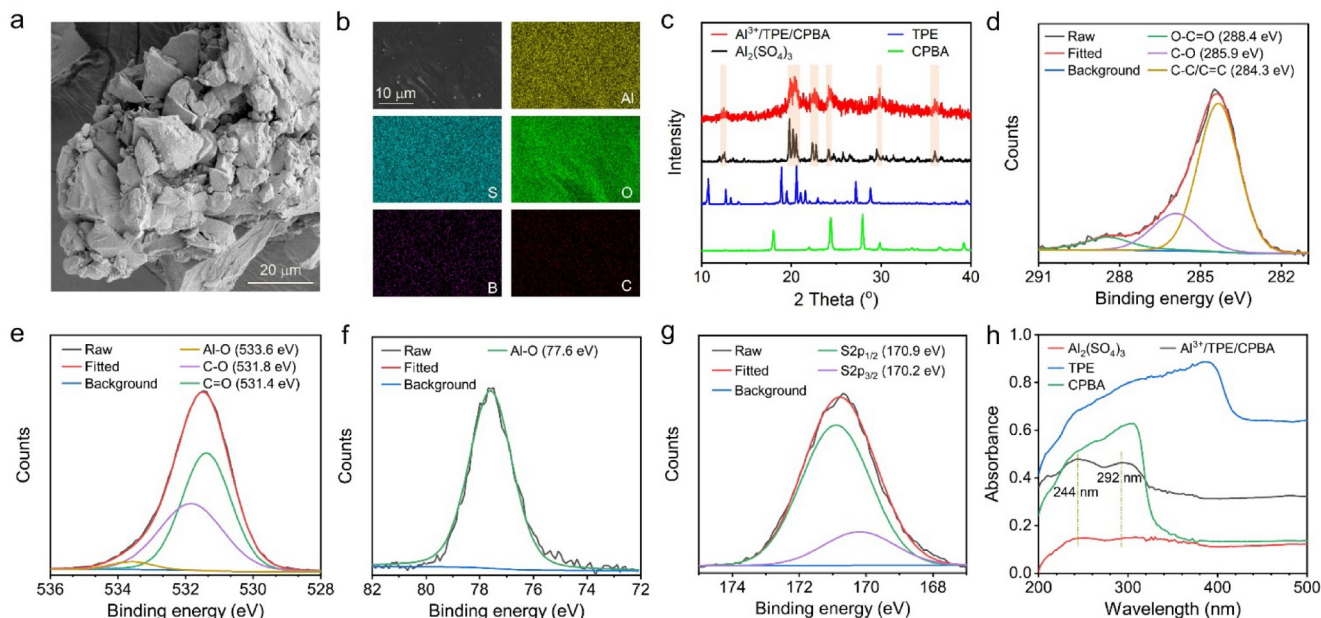 a
20 μm
b
10 μm
Al
S
O
B
C
c
Al³⁺/TPE/CPBA
TPE
Al₂(SO₄)₃
CPBA
Intensity
10 20 30 40
2 Theta (°)
d
Raw
O-C=O (288.4 eV)
Fitted
C-O (285.9 eV)
Background
C-C/C=C (284.3 eV)
Counts
291 288 286 284 282
Binding energy (eV)
e
Raw
Al-O (533.6 eV)
Fitted
C-O (531.8 eV)
Background
C=O (531.4 eV)
Counts
536 534 532 530 528
Binding energy (eV)
f
Raw
Al-O (77.6 eV)
Fitted
Background
Counts
82 80 78 76 74 72
Binding energy (eV)
g
Raw
S2p₁/₂ (170.9 eV)
Fitted
S2p₃/₂ (170.2 eV)
Background
Counts
174 172 170 168
Binding energy (eV)
h
Al₂(SO₄)₃
Al³⁺/TPE/CPBA
TPE
CPBA
1.0
0.8
0.6
0.4
0.2
0.0
292 nm
244 nm
Absorbance
200 300 400 500
Wavelength (nm)